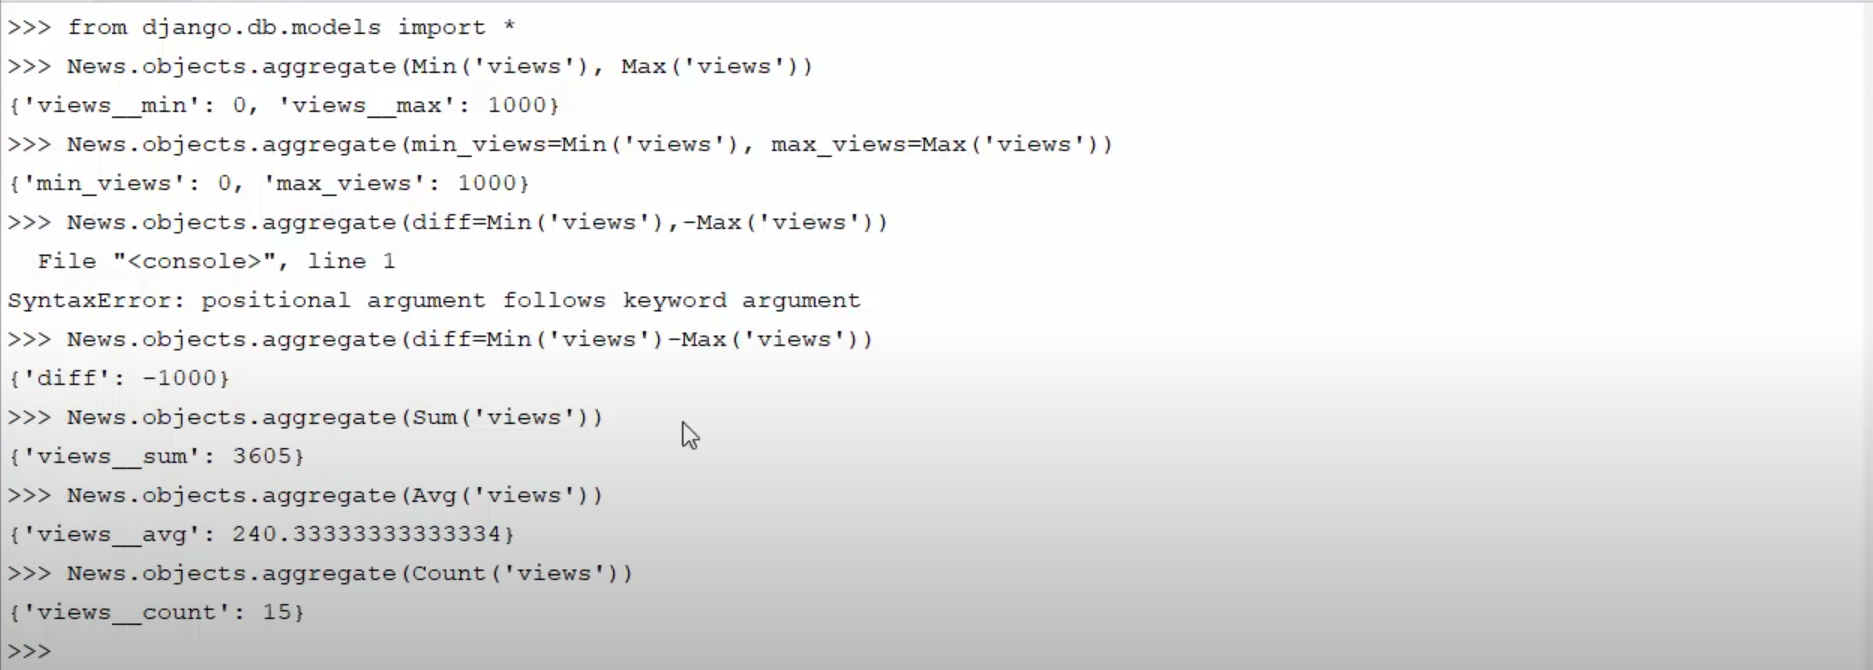 >>> from django.db.models import *
>>> News.objects.aggregate(Min('views'), Max('views'))
{'views__min': 0, 'views__max': 1000}
>>> News.objects.aggregate(min_views=Min('views'), max_views=Max('views'))
{'min_views': 0, 'max_views': 1000}
>>> News.objects.aggregate(diff=Min('views'),-Max('views'))
  File "<console>", line 1
SyntaxError: positional argument follows keyword argument
>>> News.objects.aggregate(diff=Min('views')-Max('views'))
{'diff': -1000}
>>> News.objects.aggregate(Sum('views'))
{'views__sum': 3605}
>>> News.objects.aggregate(Avg('views'))
{'views__avg': 240.33333333333334}
>>> News.objects.aggregate(Count('views'))
{'views__count': 15}
>>>